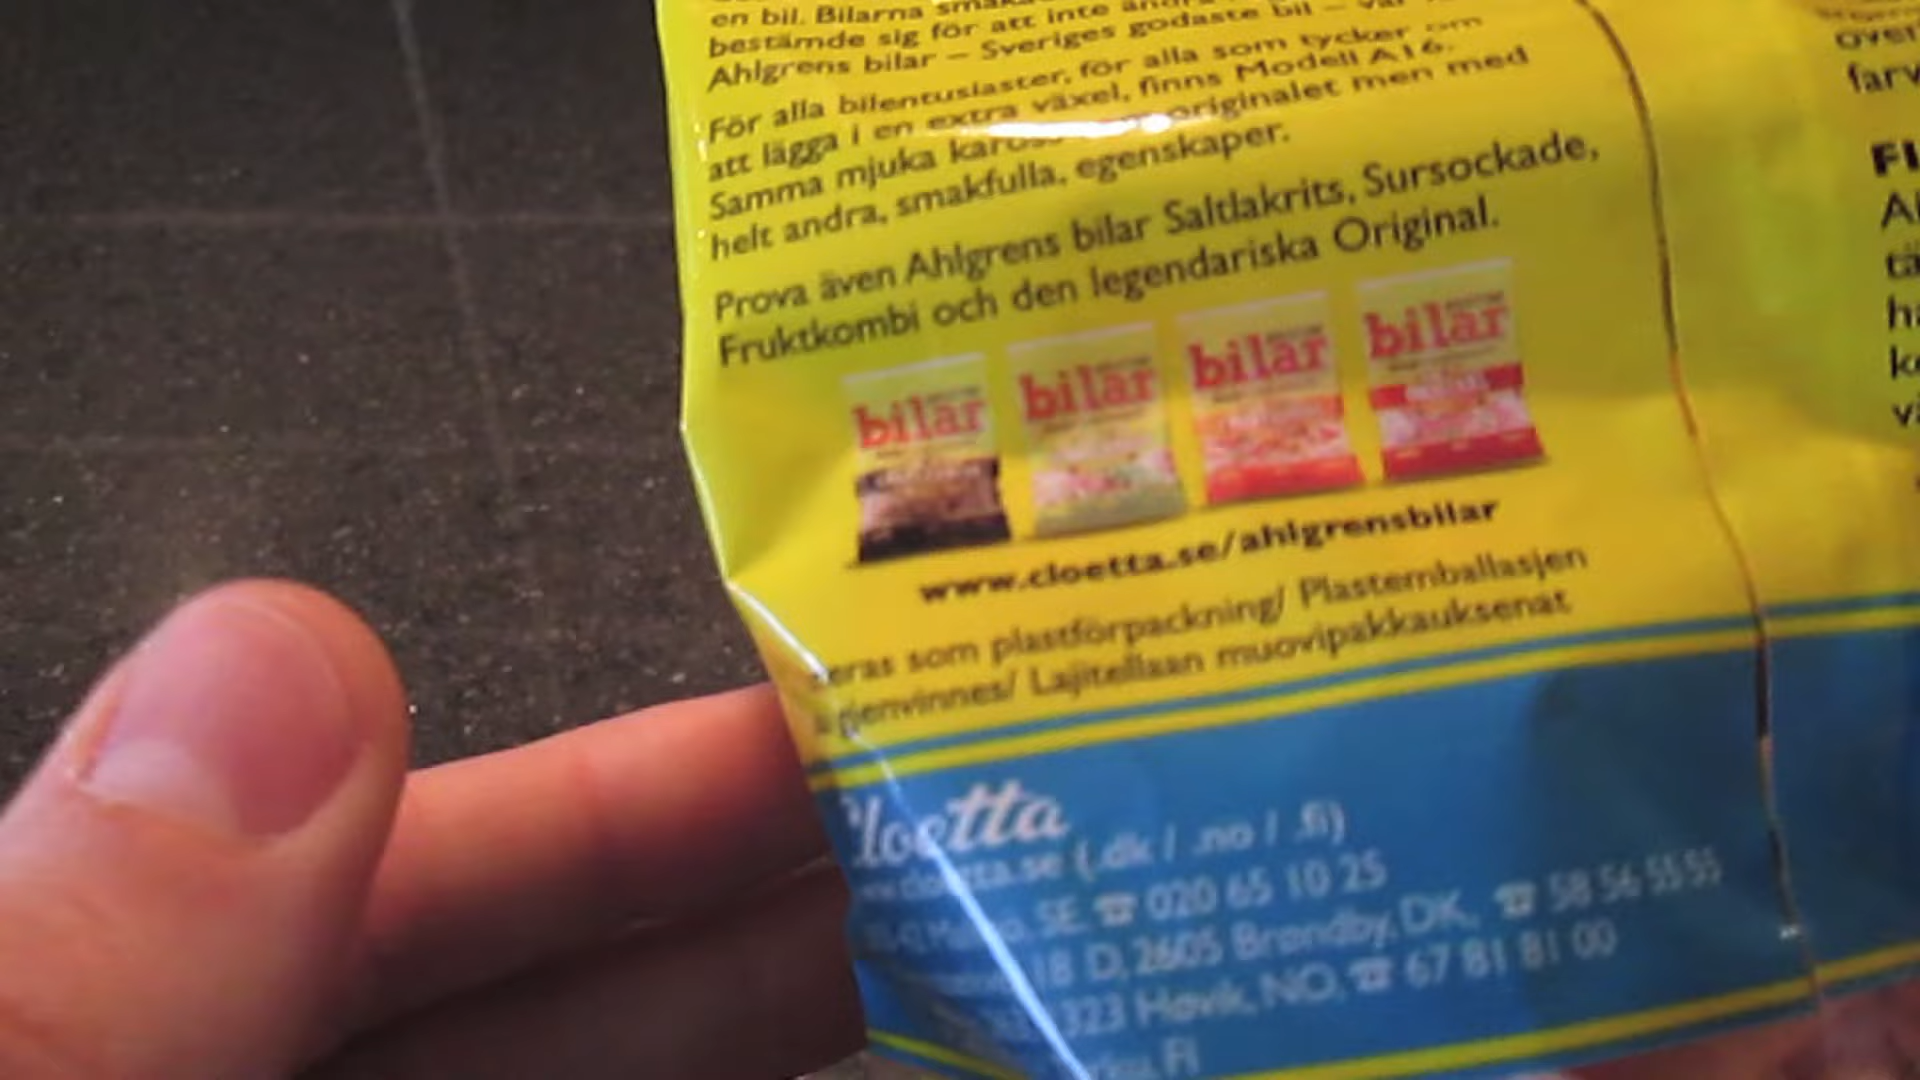 en bil. Bilarna
bestämde sig för att inte
Ahlgrens bilar – Sveriges godaste bil –
För alla bilentusiaster, för alla som tycker om
att lägga i en extra växel, finns Modell A16.
Samma mjuka originalet men med
helt andra, smakfulla, egenskaper.
Prova även Ahlgrens bilar Saltlakrits, Sursockade,
Fruktkombi och den legendariska Original.
bilar bilar bilar bilar
www.cloetta.se/ahlgrensbilar
som plastförpackning/ Plastemballasjen
gjenvinnes/ Lajitellaan muovipakkauksenat
Cloetta
(.dk / .no / .fi)
SE ☎ 020 65 10 25
18 D, 2605 Brøndby, DK, ☎ 58 56 55 55
Høvik, NO, ☎ 67 81 81 00
FI